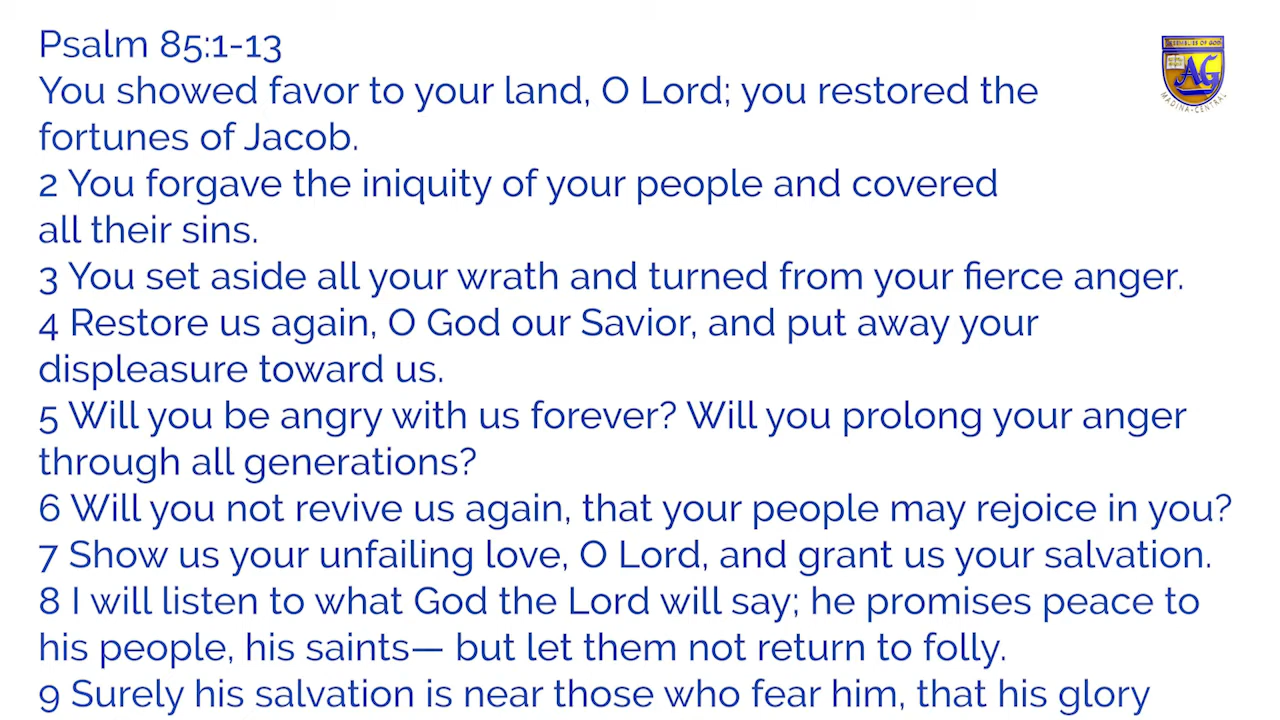 Psalm 85:1-13
You showed favor to your land, O Lord; you restored the
fortunes of Jacob.
2 You forgave the iniquity of your people and covered
all their sins.
3 You set aside all your wrath and turned from your fierce anger.
4 Restore us again, O God our Savior, and put away your
displeasure toward us.
5 Will you be angry with us forever? Will you prolong your anger
through all generations?
6 Will you not revive us again, that your people may rejoice in you?
7 Show us your unfailing love, O Lord, and grant us your salvation.
8 I will listen to what God the Lord will say; he promises peace to
his people, his saints— but let them not return to folly.
9 Surely his salvation is near those who fear him, that his glory
ASSEMBLIES OF GOD
AG
MADINA-CENTRAL